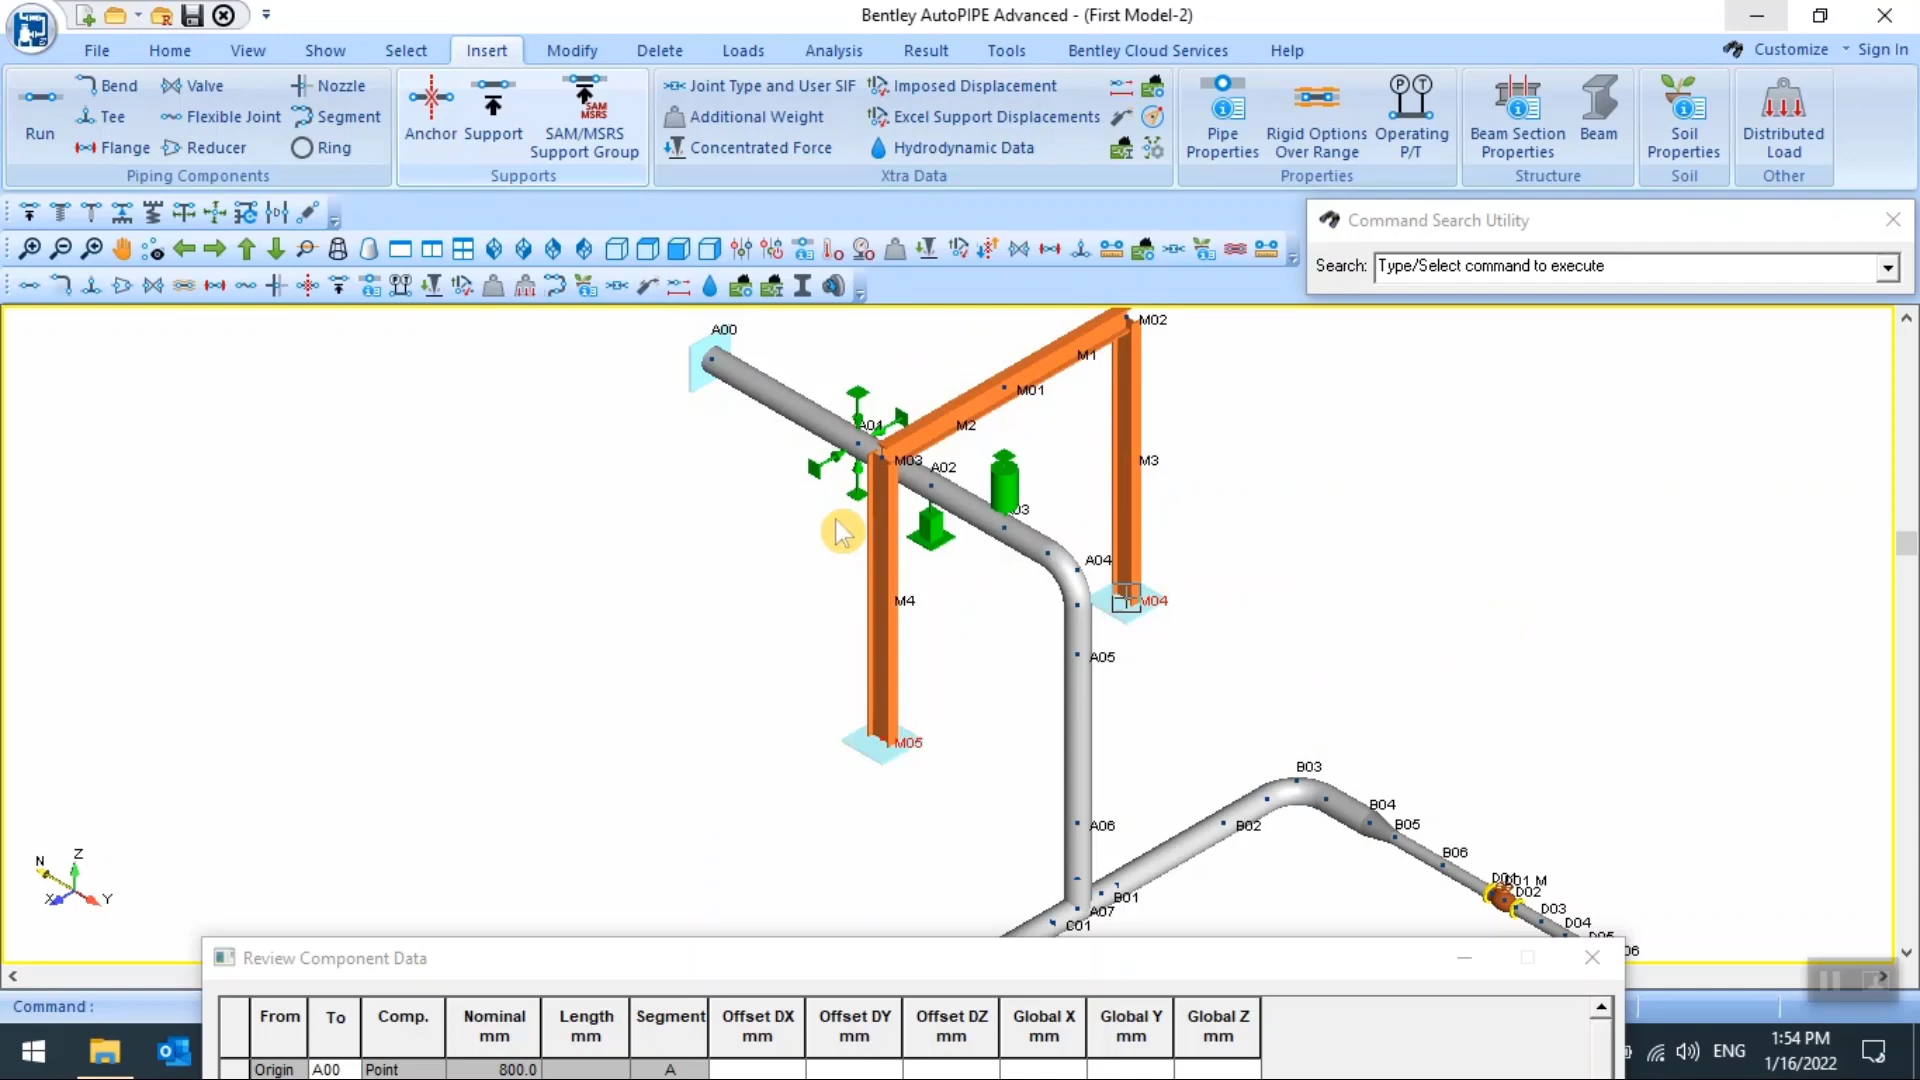 Bentley AutoPIPE Advanced - (First Model-2)
File Home View Show Select Insert Modify Delete Loads Analysis Result Tools Bentley Cloud Services Help
Customize Sign In
Run
Bend
Tee
Flange
Valve
Flexible Joint
Reducer
Nozzle
Segment
Ring
Piping Components
Anchor
Support
SAM
MSRS
SAM/MSRS
Support Group
Supports
Joint Type and User SIF
Additional Weight
Concentrated Force
Imposed Displacement
Excel Support Displacements
Hydrodynamic Data
Xtra Data
Pipe
Properties
Rigid Options
Over Range
P T
Operating
P/T
Properties
Beam Section
Properties
Beam
Structure
Soil
Properties
Soil
Distributed
Load
Other
Command Search Utility
Search: Type/Select command to execute
A00
M02
M1
M01
A01
M2
M03
A02
M3
A04
M4
M04
A05
M05
B03
B04
A06
B02
B05
B06
D01 M
D02
B01
A07
D03
C01
D04
N
Z
X
Y
Review Component Data
Command :
From To Comp. Nominal mm Length mm Segment Offset DX mm Offset DY mm Offset DZ mm Global X mm Global Y mm Global Z mm
Origin A00 Point 800.0 A
ENG
1:54 PM
1/16/2022